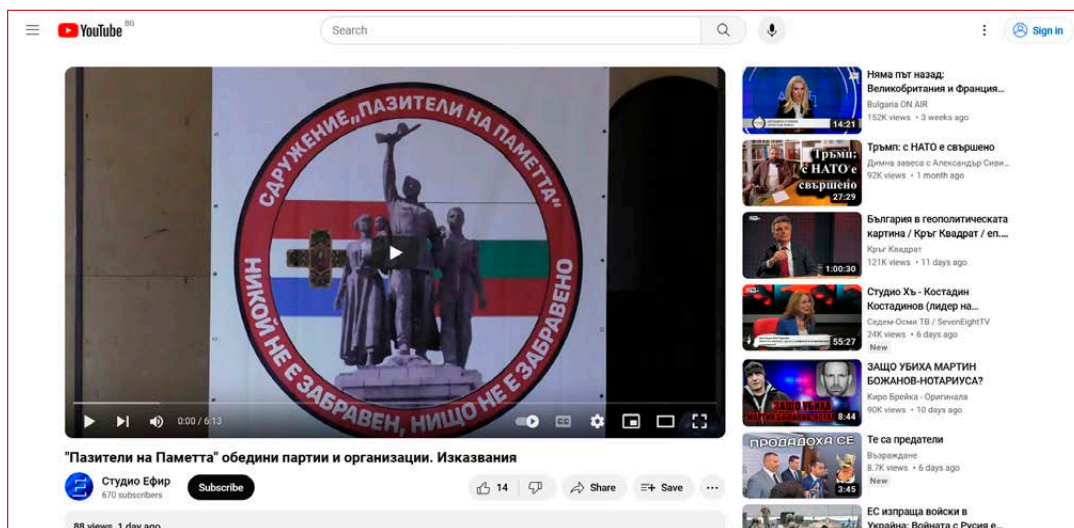 YouTube BG
Search
Sign in
СДРУЖЕНИЕ „ПАЗИТЕЛИ НА ПАМЕТТА“
НИКОЙ НЕ Е ЗАБРАВЕН, НИЩО НЕ Е ЗАБРАВЕНО
0:00 / 6:13
CC
"Пазители на Паметта" обедини партии и организации. Изказвания
Студио Ефир
670 subscribers
Subscribe
14
Share
Save
88 views 1 day ago
14:21
Няма път назад:
Великобритания и Франция...
Bulgaria ON AIR
152K views • 3 weeks ago
Тръмп:
с НАТО е
свършено
27:29
Тръмп: с НАТО е свършено
Димна завеса с Александър Сиви...
92K views • 1 month ago
1:00:30
България в геополитическата
картина / Кръг Квадрат / еп....
Кръг Квадрат
121K views • 11 days ago
55:27
Студио Хъ - Костадин
Костадинов (лидер на...
Седем-Осми ТВ / SevenEightTV
24K views • 6 days ago
New
ЗАЩО УБИХА
МАРТИН БОЖАНОВ-НОТ
8:44
ЗАЩО УБИХА МАРТИН
БОЖАНОВ-НОТАРИУСА?
Киро Брейка - Оригинала
90K views • 10 days ago
ПРОДАДОХА СЕ
3:45
Те са предатели
Възраждане
8.7K views • 6 days ago
New
ЕС изпраща войски в
Украйна: Войната с Русия е...